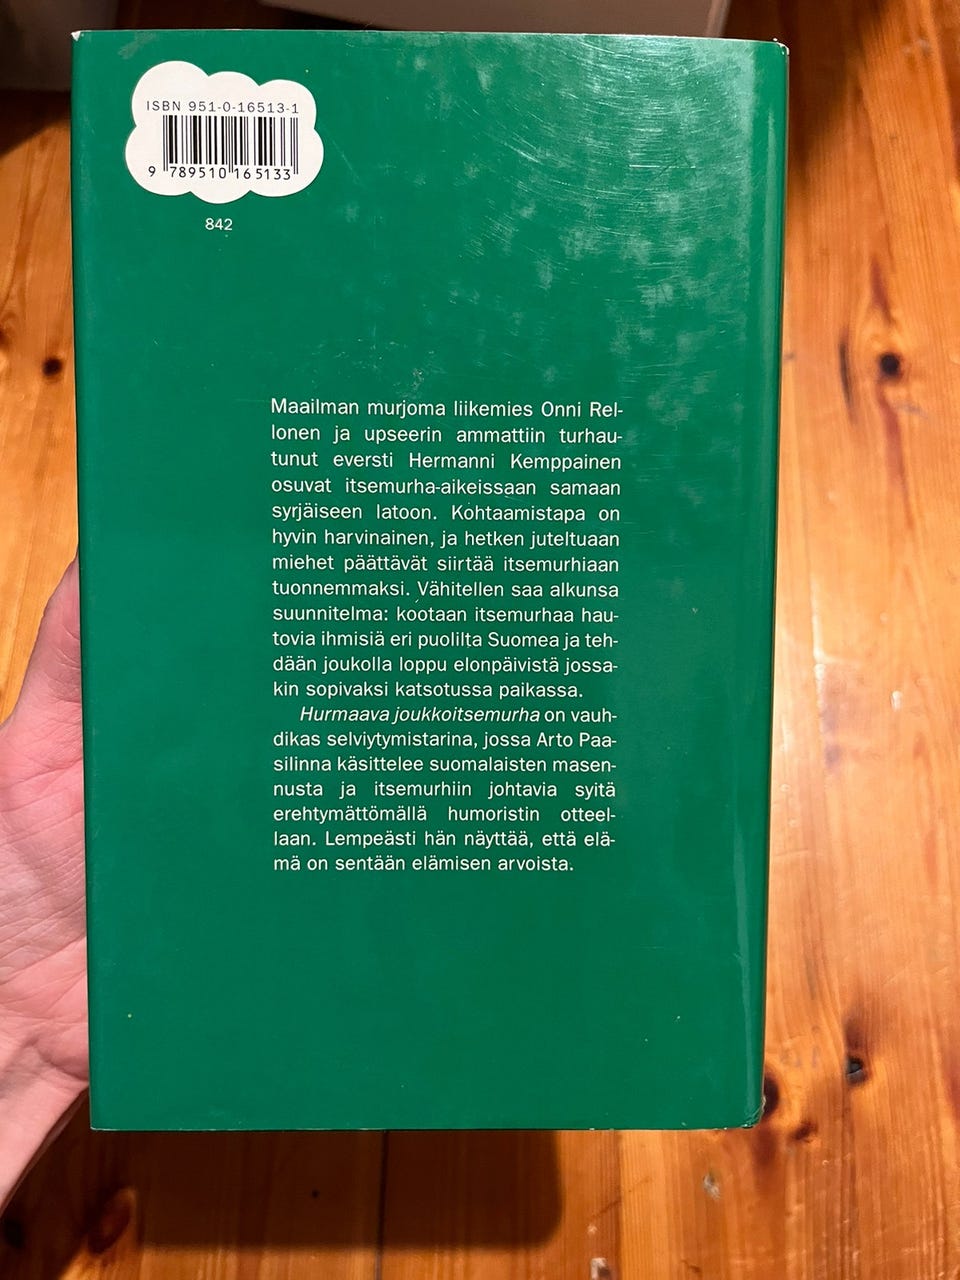 ISBN 951-0-16513-1
9 789510 165133
842
Maailman murjoma liikemies Onni Rel-
lonen ja upseerin ammattiin turhau-
tunut eversti Hermanni Kemppainen
osuvat itsemurha-aikeissaan samaan
syrjäiseen latoon. Kohtaamistapa on
hyvin harvinainen, ja hetken juteltuaan
miehet päättävät siirtää itsemurhiaan
tuonnemmaksi. Vähitellen saa alkunsa
suunnitelma: kootaan itsemurhaa hau-
tovia ihmisiä eri puolilta Suomea ja teh-
dään joukolla loppu elonpäivistä jossa-
kin sopivaksi katsotussa paikassa.
Hurmaava joukkoitsemurha on vauh-
dikas selviytymistarina, jossa Arto Paa-
silinna käsittelee suomalaisten masen-
nusta ja itsemurhiin johtavia syitä
erehtymättömällä humoristin otteel-
laan. Lempeästi hän näyttää, että elä-
mä on sentään elämisen arvoista.